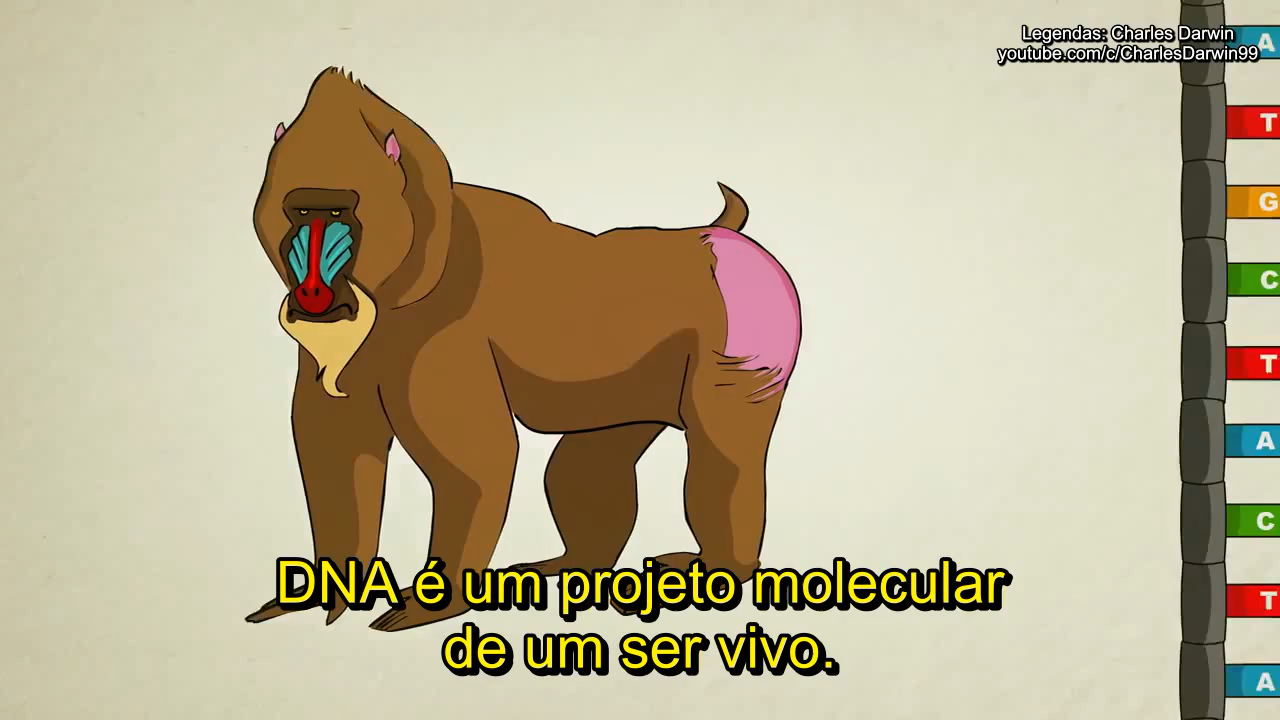 Legendas: Charles Darwin
youtube.com/c/CharlesDarwin99
A
T
G
C
T
A
C
T
A
DNA é um projeto molecular
de um ser vivo.